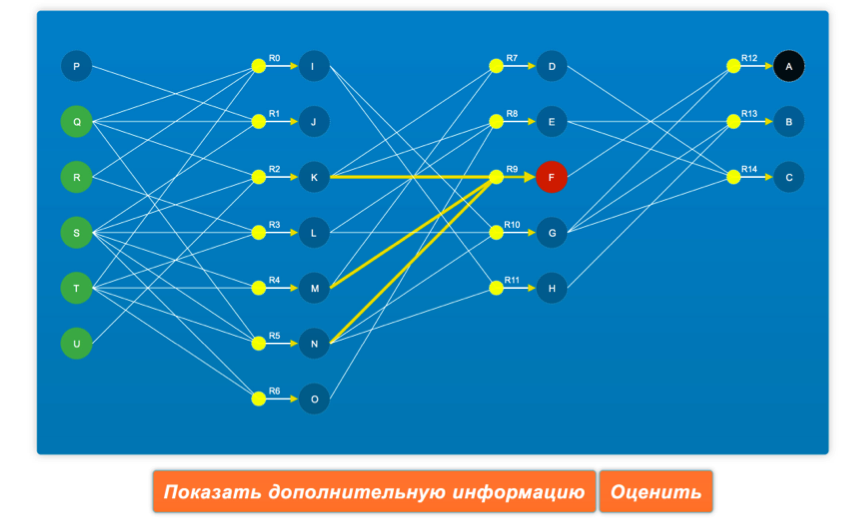 P R0 I R7 D R12 A
Q R1 J R8 E R13 B
R R2 K R9 F R14 C
S R3 L R10 G
T R4 M R11 H
U R5 N
R6 O
Показать дополнительную информацию Оценить